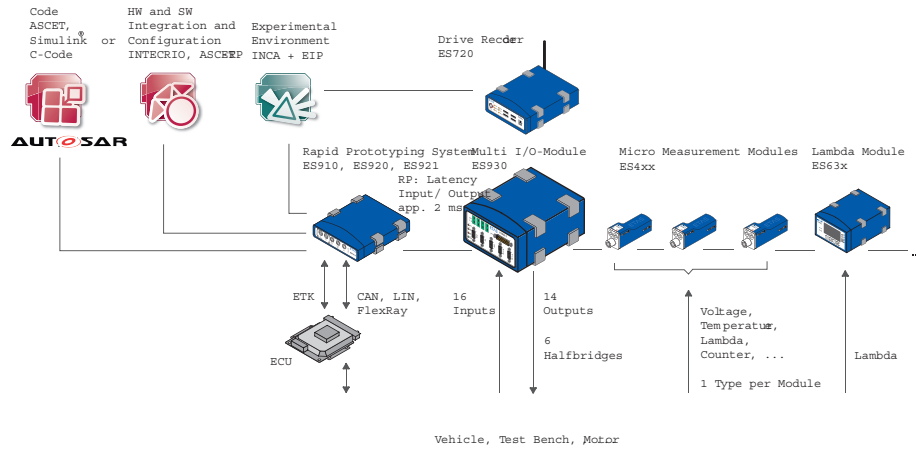 Code
ASCET,
Simulink® or
C-Code
HW and SW
Integration and
Configuration
INTECRIO, ASCET-RP
Experimental
Environment
INCA + EIP
Drive Recorder
ES720
AUTOSAR
Rapid Prototyping System
ES910, ES920, ES921
RP: Latency
Input/ Output
app. 2 ms
Multi I/O-Module
ES930
Micro Measurement Modules
ES4xx
Lambda Module
ES63x
...
ETK
CAN, LIN,
FlexRay
16
Inputs
14
Outputs
6
Halfbridges
Voltage,
Temperatur,
Lambda,
Counter, ...
1 Type per Module
Lambda
ECU
Vehicle, Test Bench, Motor